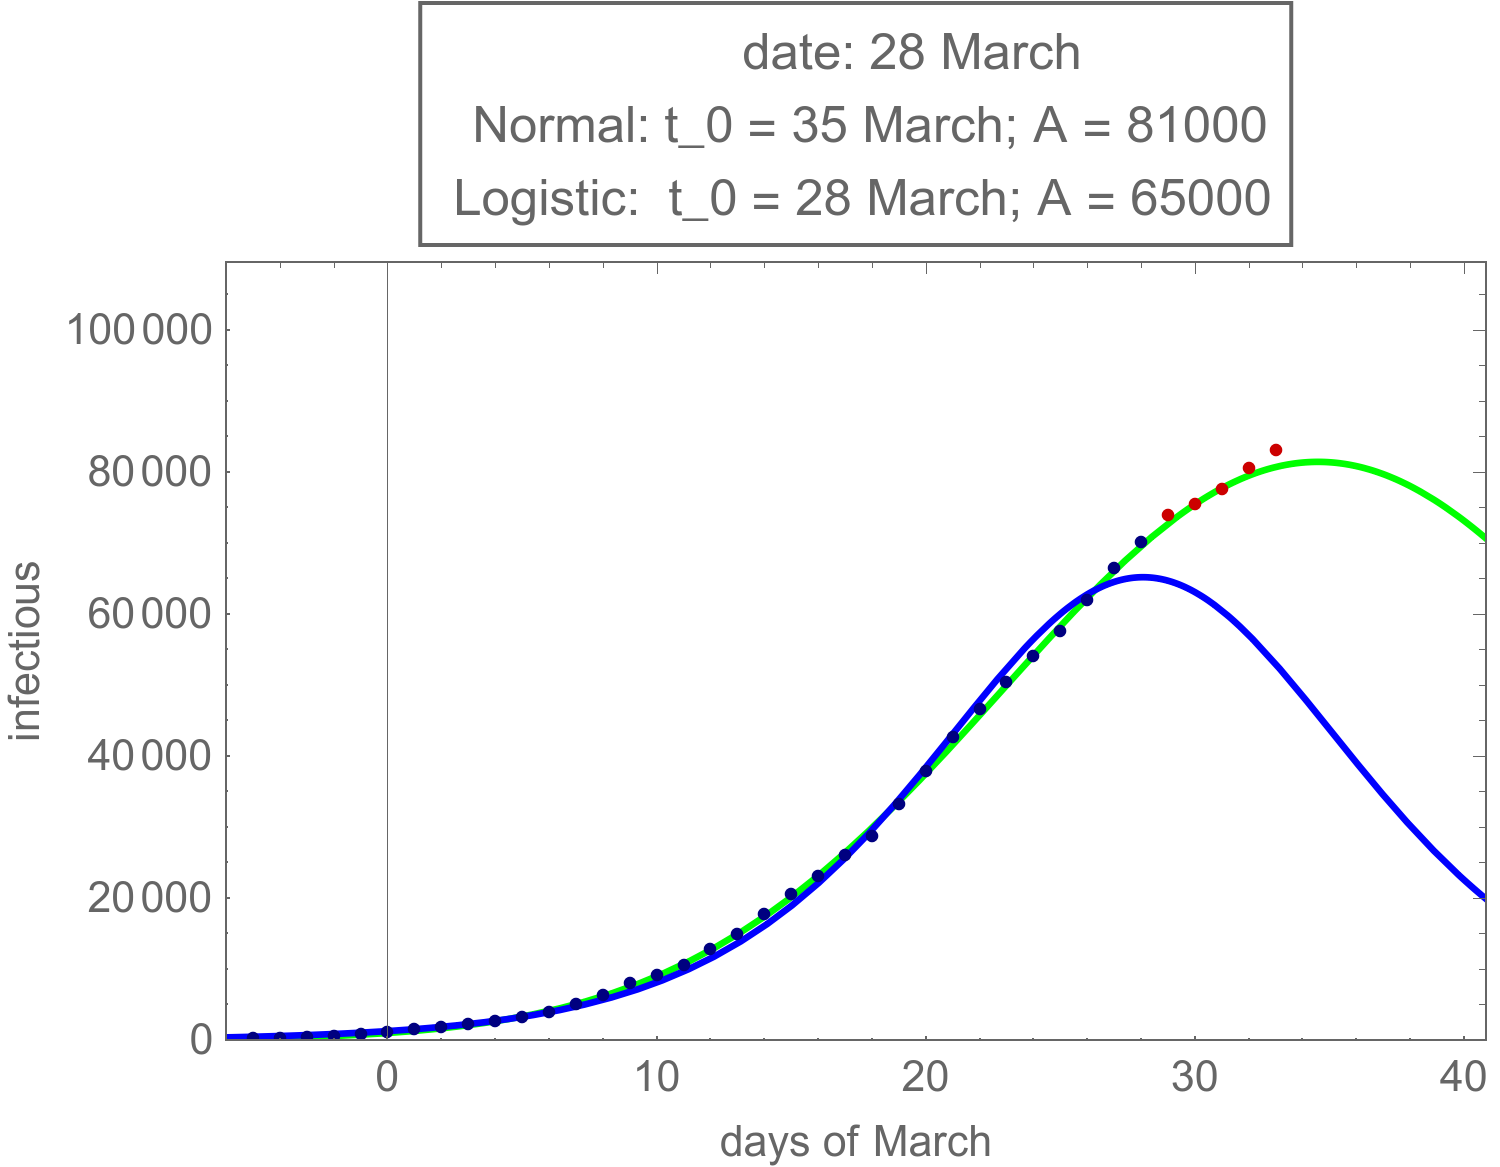 date: 28 March
Normal: t_0 = 35 March; A = 81000
Logistic: t_0 = 28 March; A = 65000
100 000
80 000
60 000
40 000
20 000
0
infectious
0 10 20 30 40
days of March